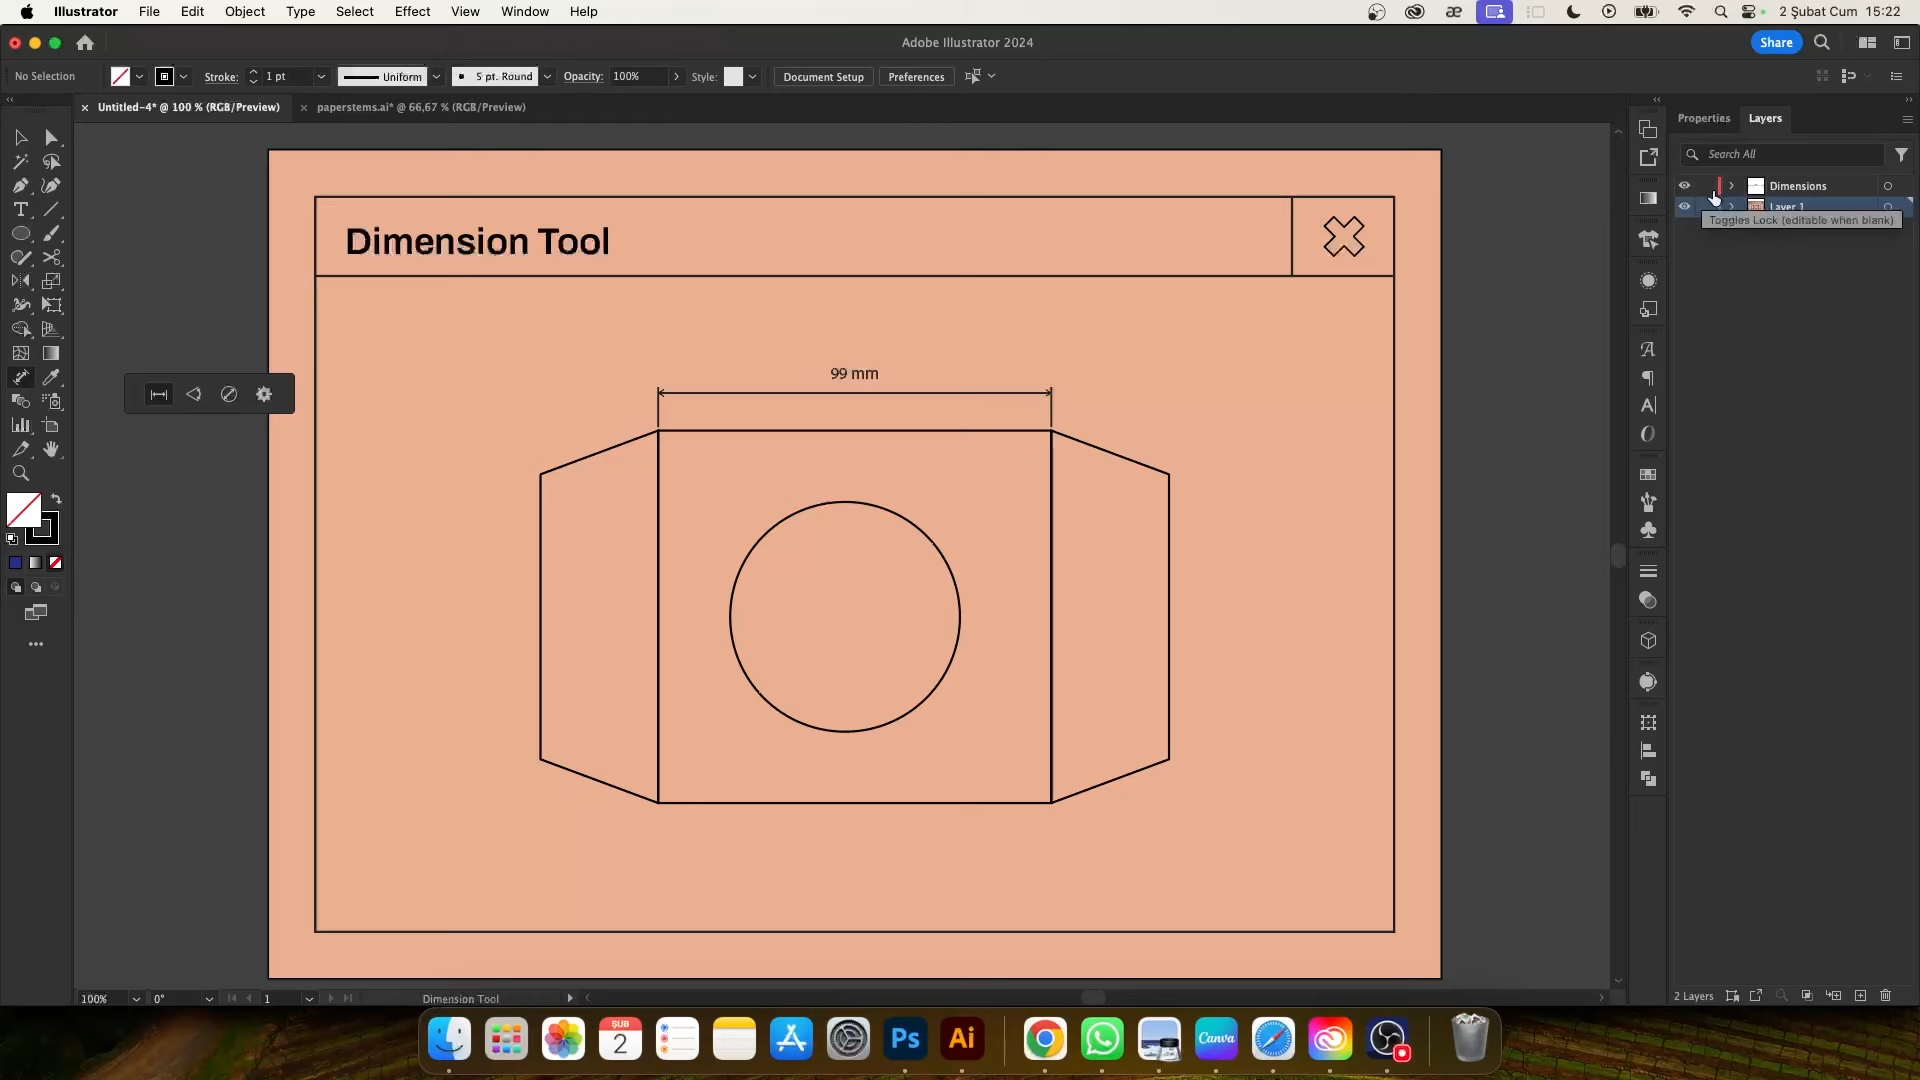 Illustrator File Edit Object Type Select Effect View Window Help 2 Şubat Cum 15:22
Adobe Illustrator 2024 Share
No Selection Stroke: 1 pt Uniform 5 pt. Round Opacity: 100% Style: Document Setup Preferences
× Untitled-4* @ 100 % (RGB/Preview) × paperstems.ai* @ 66,67 % (RGB/Preview)
Properties Layers
Search All
Dimensions
Layer 1
Toggles Lock (editable when blank)
Dimension Tool
99 mm
100% 0° 1 Dimension Tool
2 Layers
ŞUB
2
Ps
Ai
Canva